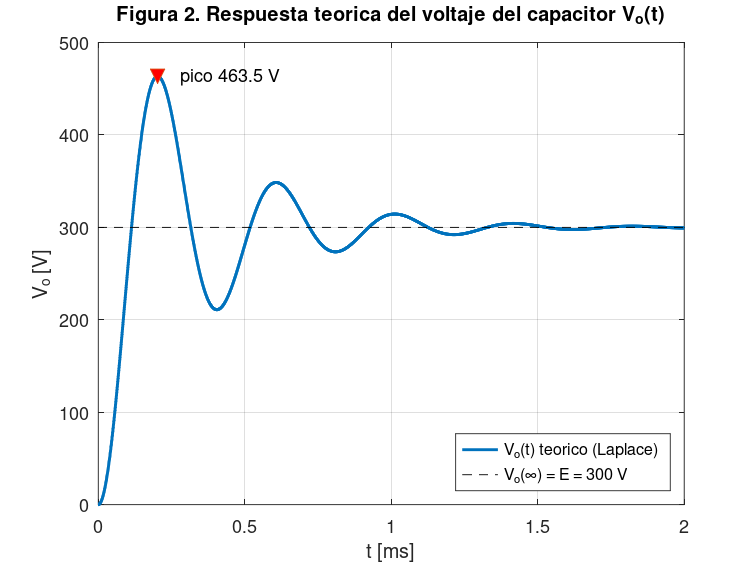 Figura 2. Respuesta teorica del voltaje del capacitor Vₒ(t)
500
pico 463.5 V
400
300
200
100
0
Vₒ [V]
Vₒ(t) teorico (Laplace)
Vₒ(∞) = E = 300 V
0 0.5 1 1.5 2
t [ms]